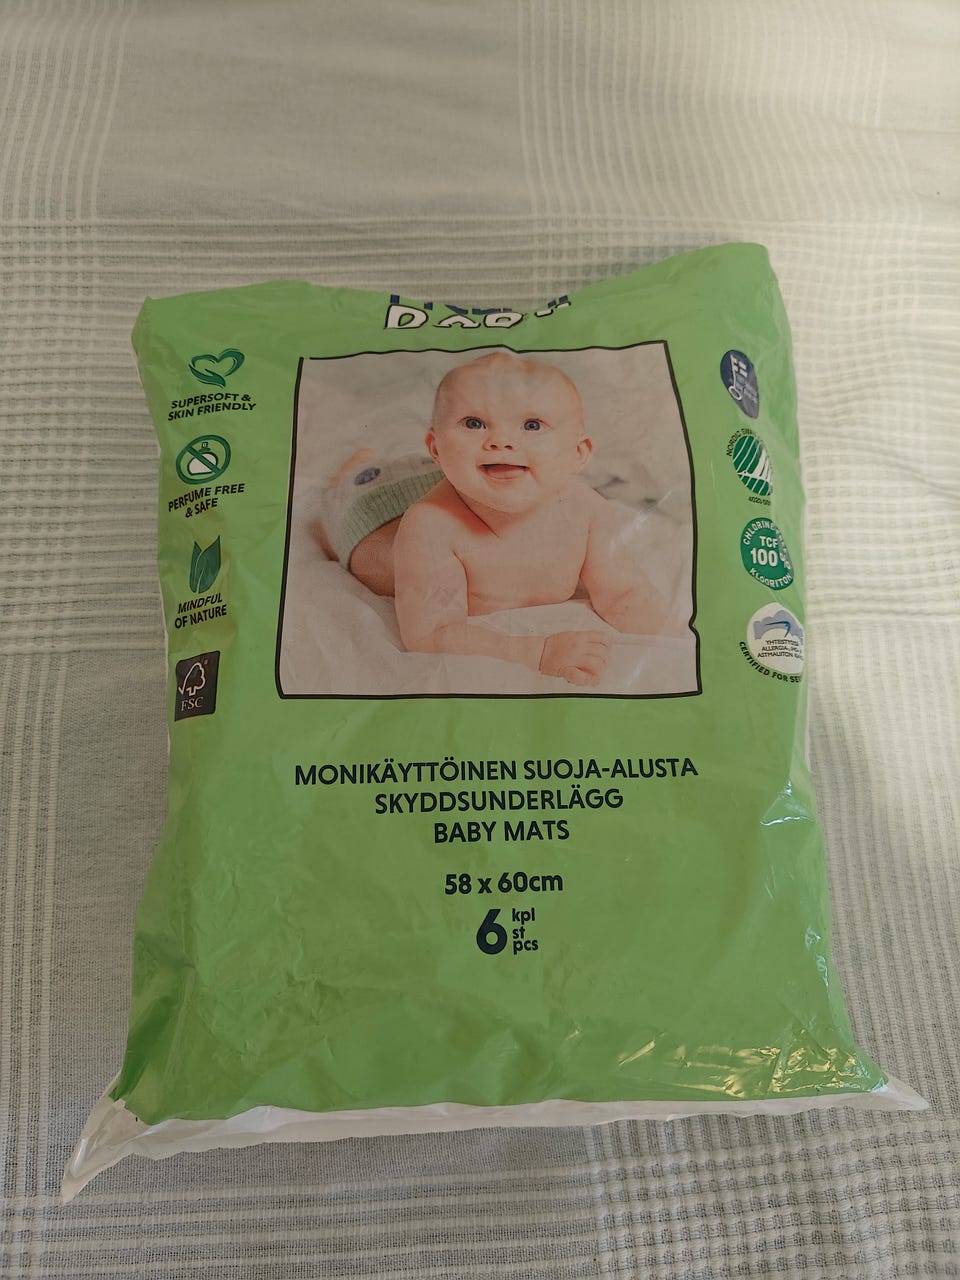 SUPERSOFT &
SKIN FRIENDLY
PERFUME FREE
& SAFE
MINDFUL
OF NATURE
FSC
TCF
100
KLOORITON
CERTIFIED FOR
MONIKÄYTTÖINEN SUOJA-ALUSTA
SKYDDSUNDERLÄGG
BABY MATS
58 x 60cm
6 kpl
st
pcs